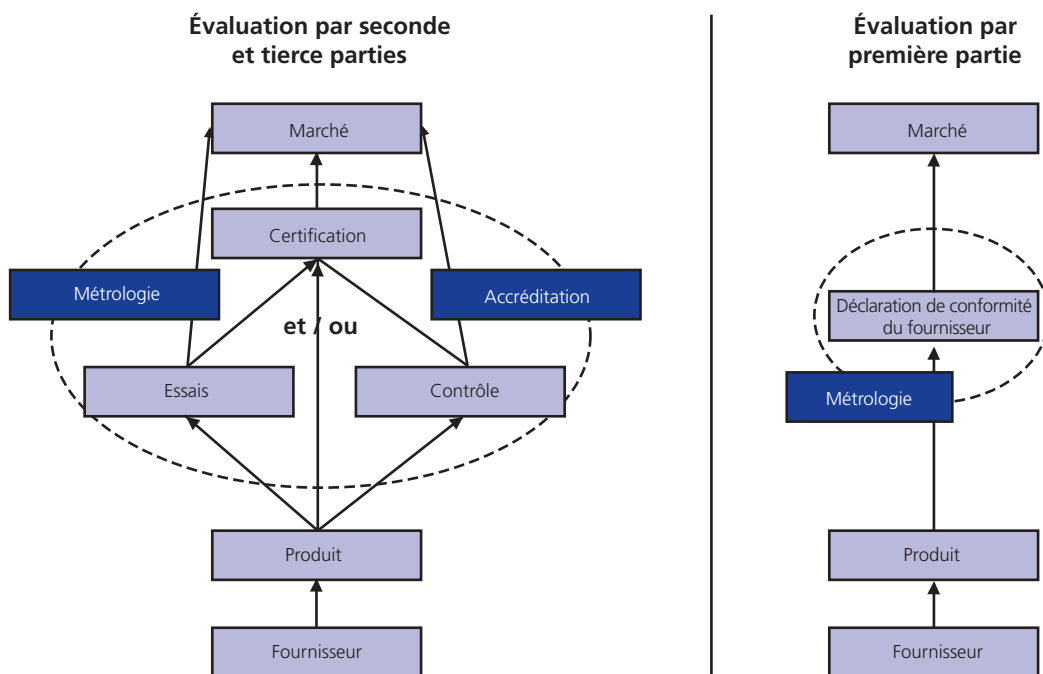 Évaluation par seconde
et tierce parties
Marché
Certification
Métrologie
Accréditation
et / ou
Essais
Contrôle
Produit
Fournisseur
Évaluation par
première partie
Marché
Déclaration de conformité
du fournisseur
Métrologie
Produit
Fournisseur